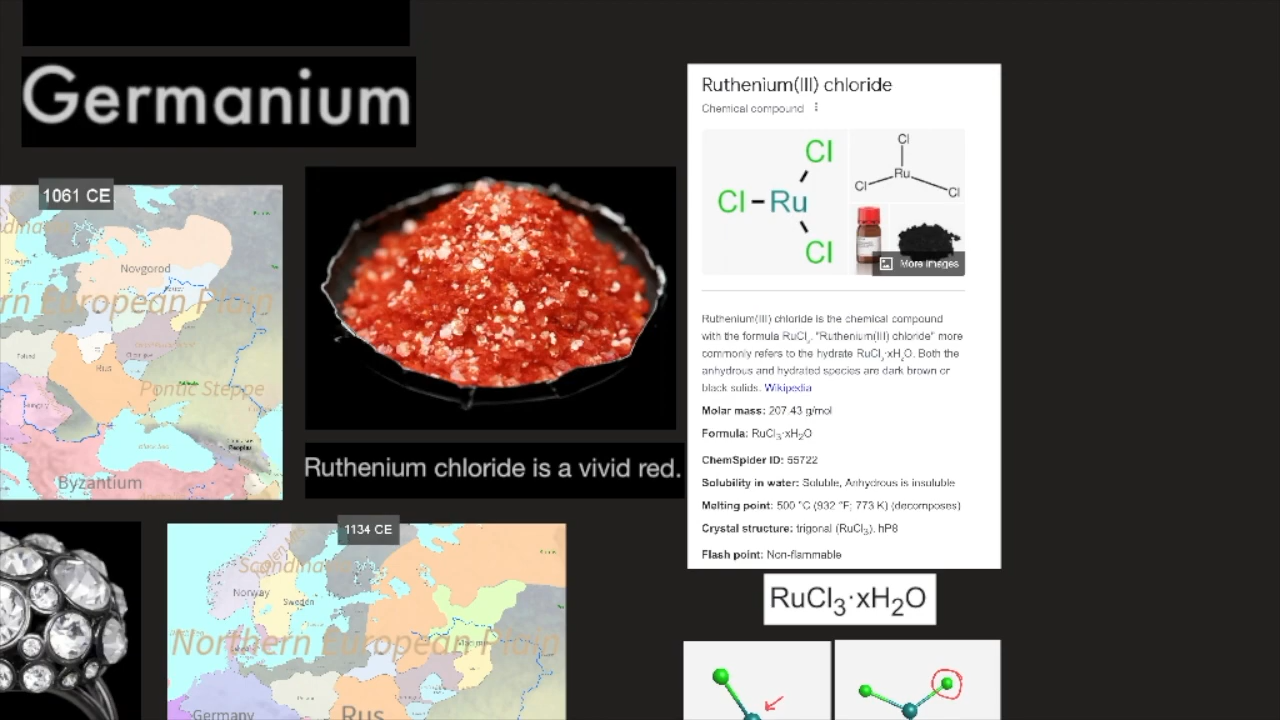 Germanium
1061 CE
Novgorod
rn European Plain
Poland
Rus
Pontic Steppe
Hungary
Byzantium
Ruthenium chloride is a vivid red.
1134 CE
Scandinavia
Norway
Sweden
Northern European Plain
Germany
Rus
Ruthenium(III) chloride
Chemical compound
Cl
Cl Ru
Cl
Cl
Ru
Cl Cl
More images
Ruthenium(III) chloride is the chemical compound
with the formula RuCl₃. "Ruthenium(III) chloride" more
commonly refers to the hydrate RuCl₃·xH₂O. Both the
anhydrous and hydrated species are dark brown or
black solids. Wikipedia
Molar mass: 207.43 g/mol
Formula: RuCl₃·xH₂O
ChemSpider ID: 55722
Solubility in water: Soluble, Anhydrous is insoluble
Melting point: 500 °C (932 °F; 773 K) (decomposes)
Crystal structure: trigonal (RuCl₃), hP8
Flash point: Non-flammable
RuCl₃·xH₂O